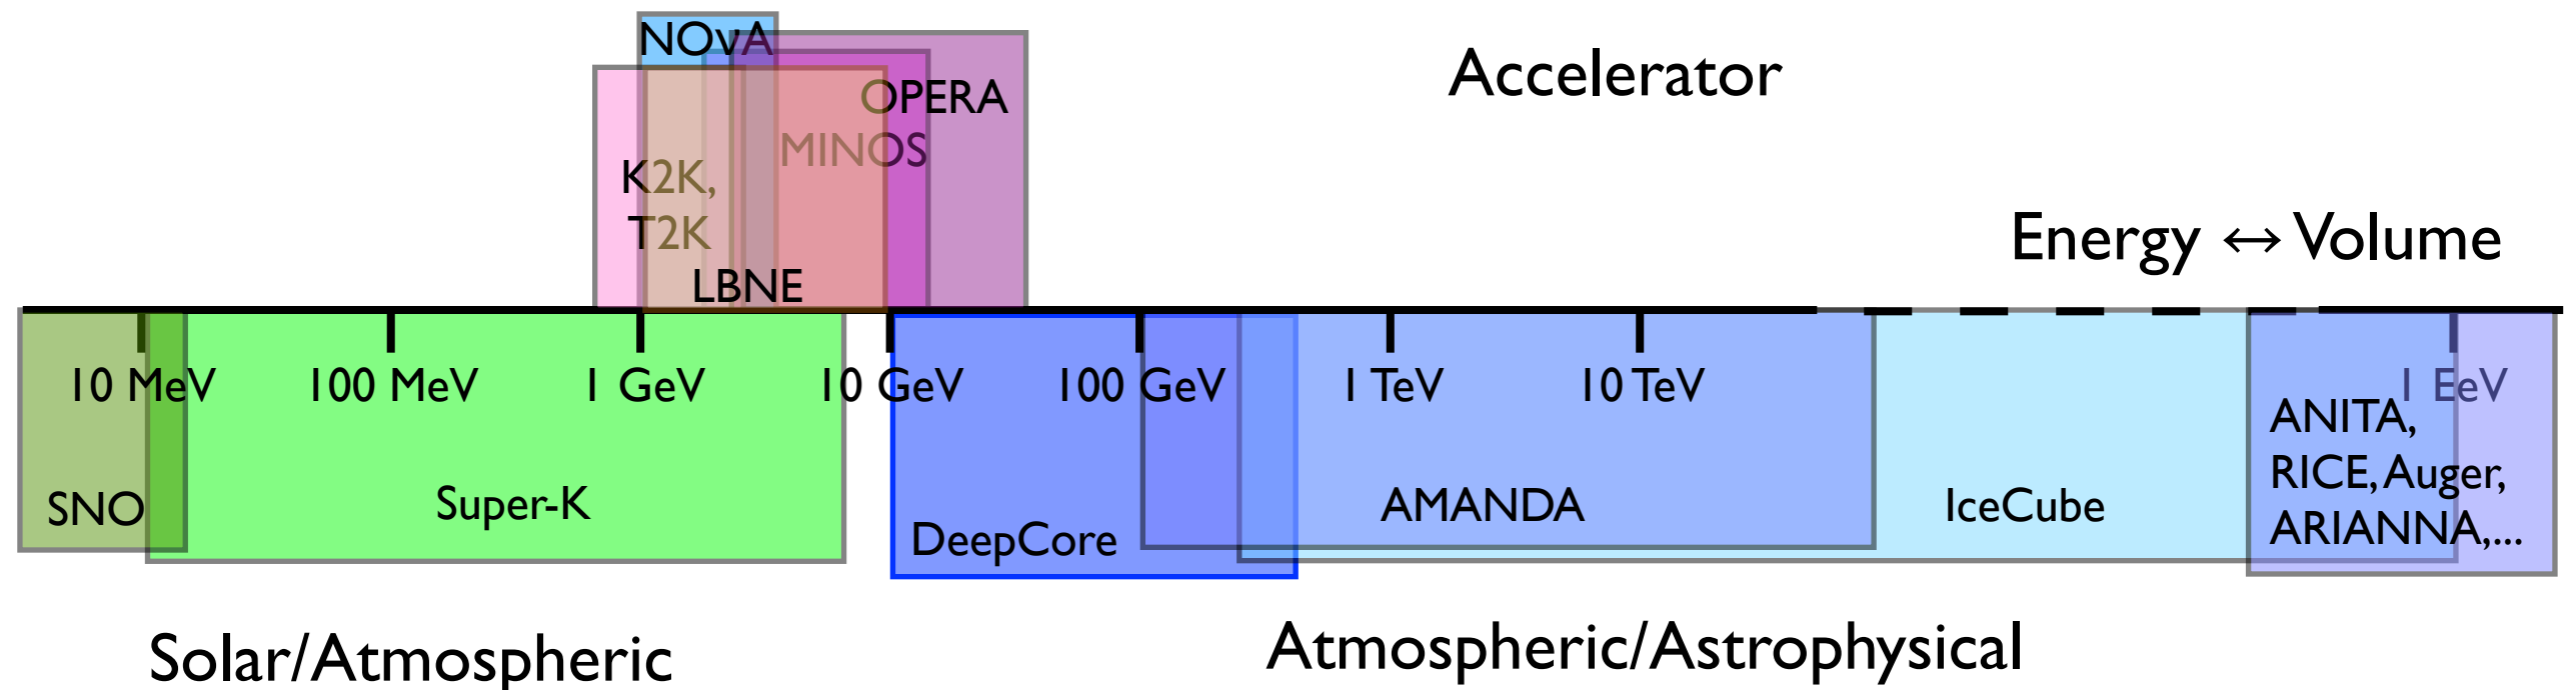 NOvA
Accelerator
OPERA
MINOS
K2K,
T2K
LBNE
Energy ↔ Volume
10 MeV
100 MeV
1 GeV
10 GeV
100 GeV
1 TeV
10 TeV
1 EeV
SNO
Super-K
DeepCore
AMANDA
IceCube
ANITA,
RICE, Auger,
ARIANNA,...
Solar/Atmospheric
Atmospheric/Astrophysical